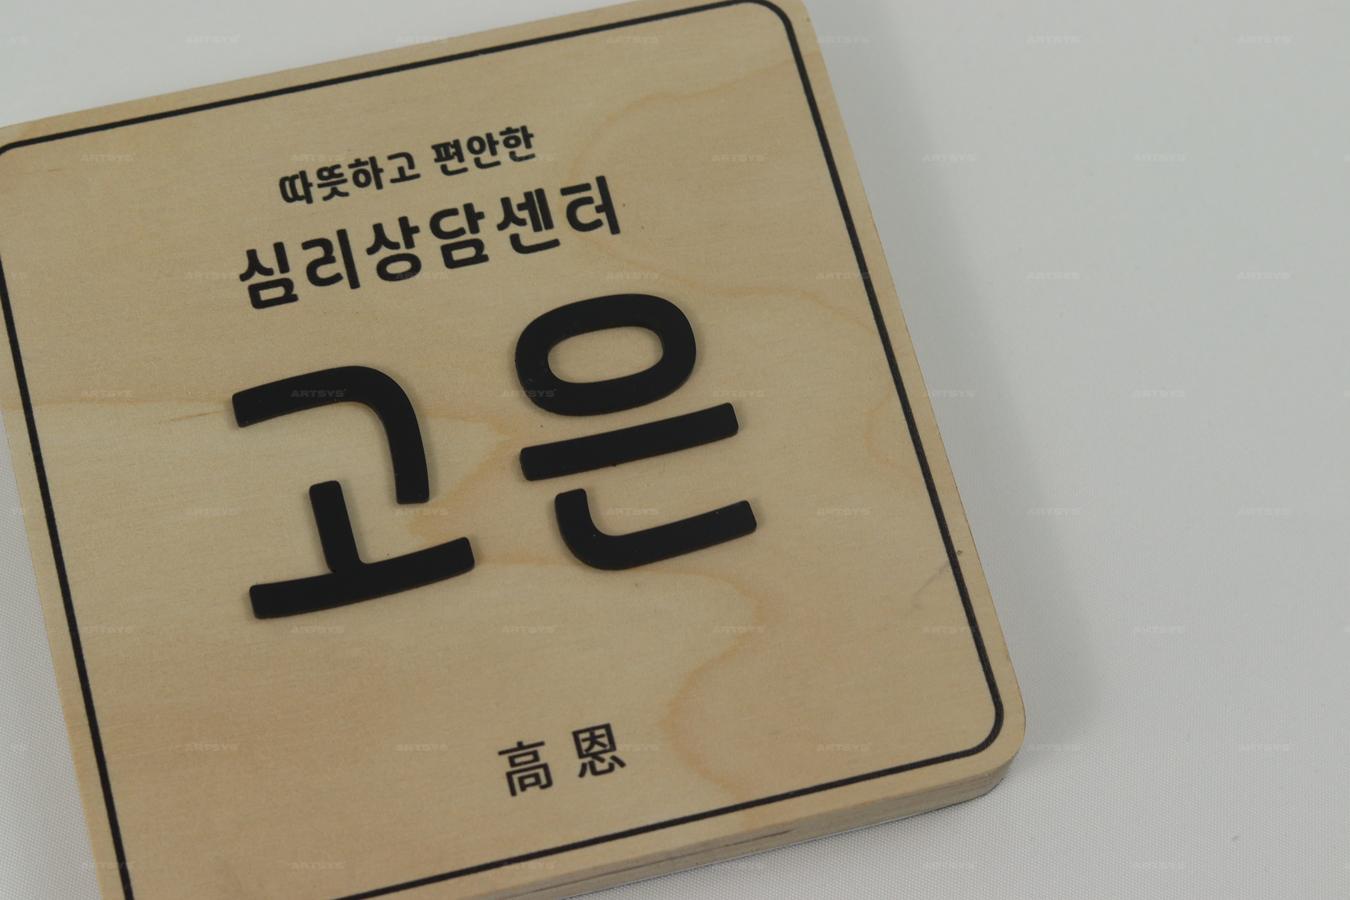 따뜻하고 편안한
심리상담센터
고은
高恩